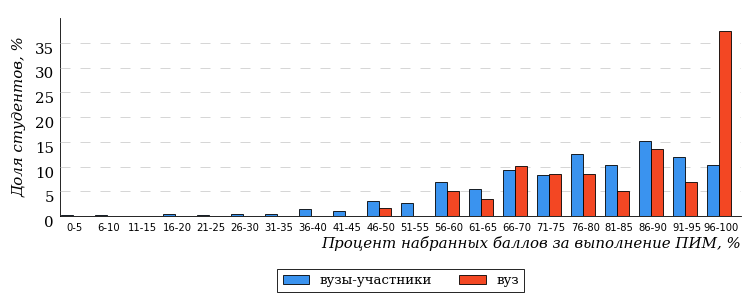 Доля студентов, %
35
30
25
20
15
10
5
0
0-5 6-10 11-15 16-20 21-25 26-30 31-35 36-40 41-45 46-50 51-55 56-60 61-65 66-70 71-75 76-80 81-85 86-90 91-95 96-100
Процент набранных баллов за выполнение ПИМ, %
вузы-участники вуз